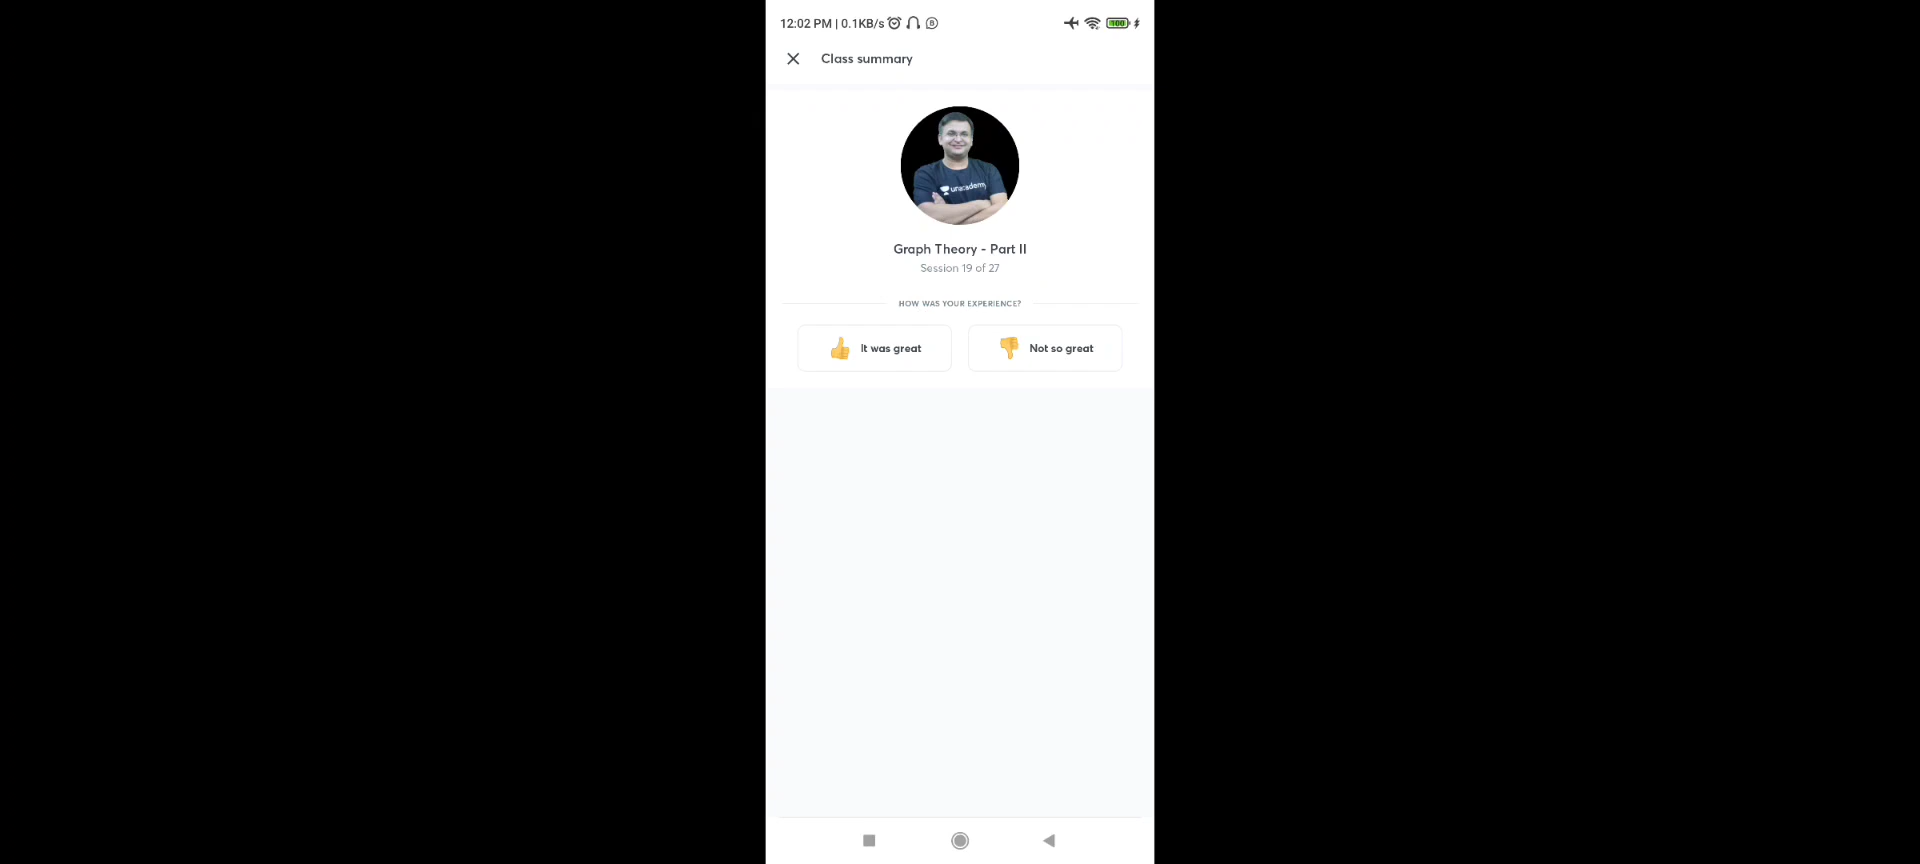 12:02 PM | 0.1KB/s
100
Class summary
unacademy
Graph Theory - Part II
Session 19 of 27
HOW WAS YOUR EXPERIENCE?
It was great
Not so great